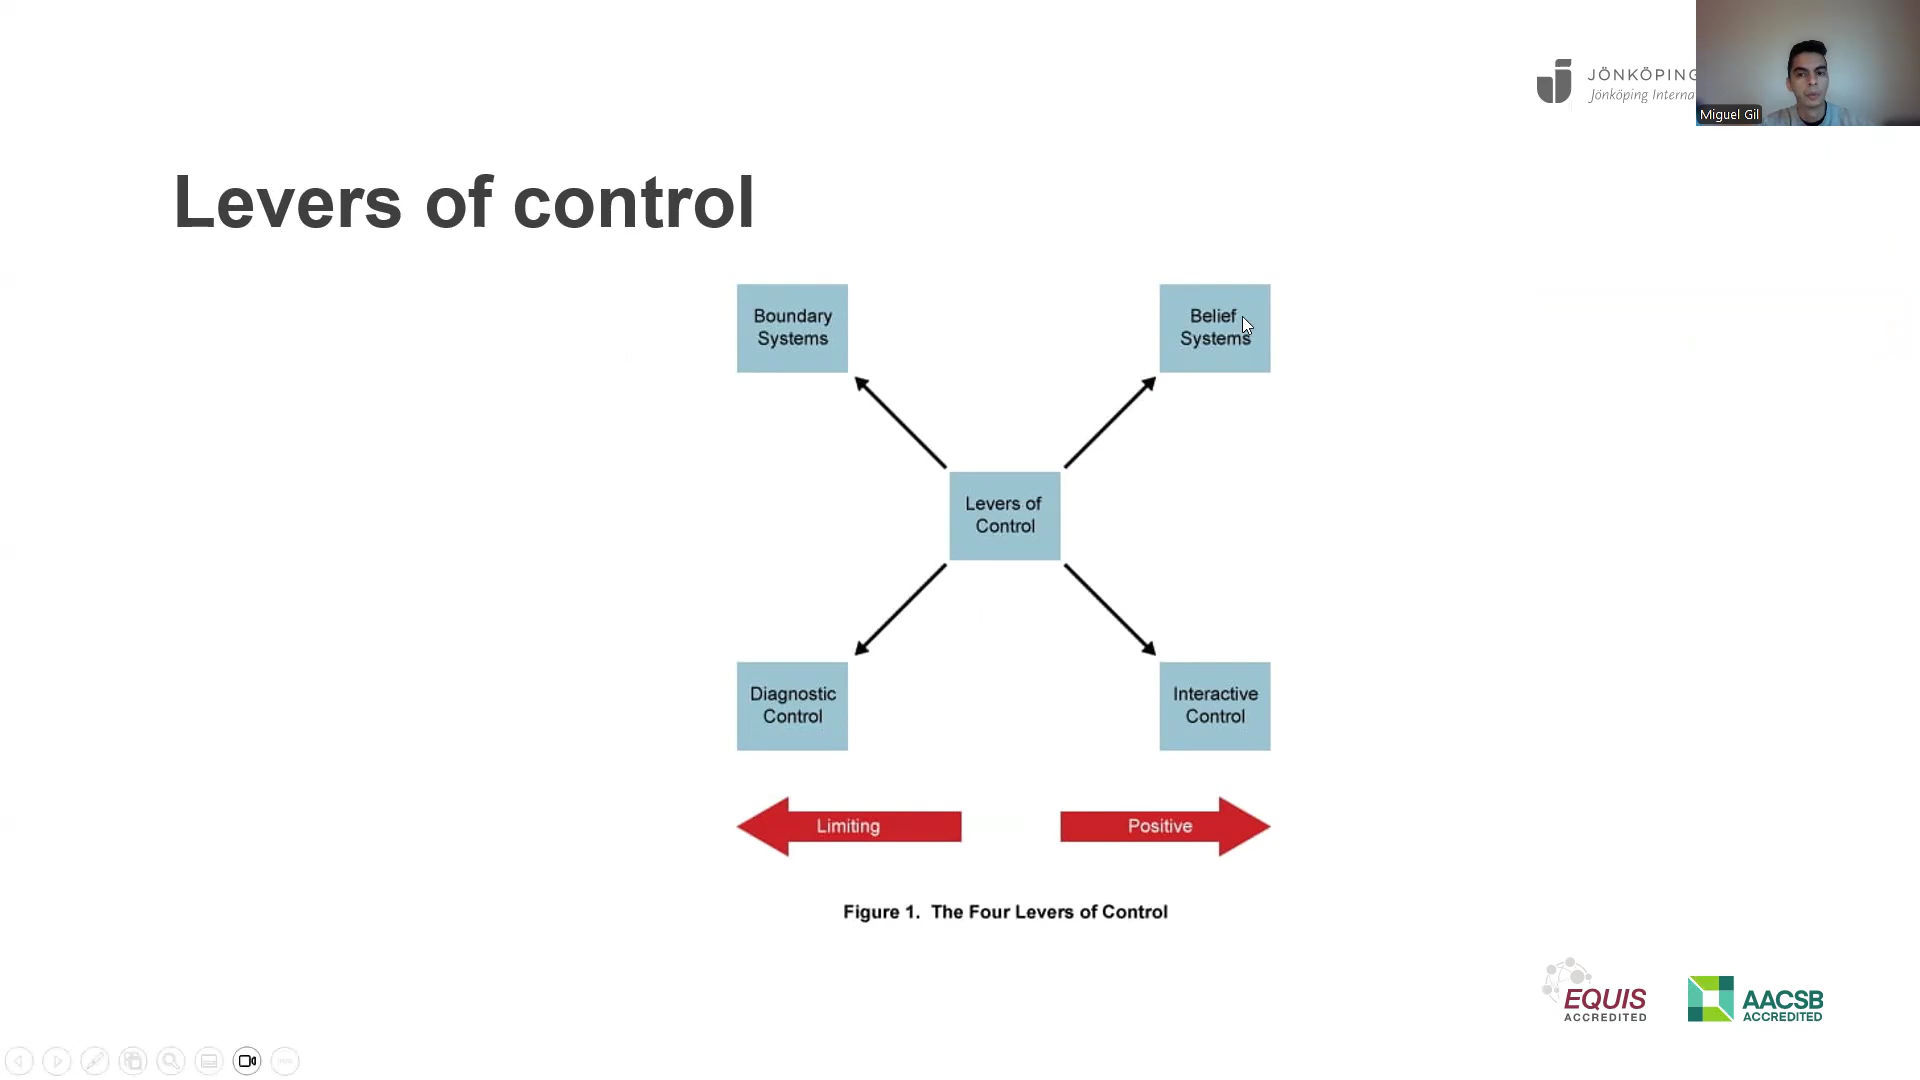 JÖNKÖPING
Jönköping Interna
Miguel Gil
Levers of control
Boundary
Systems
Belief
Systems
Levers of
Control
Diagnostic
Control
Interactive
Control
Limiting
Positive
Figure 1. The Four Levers of Control
EQUIS
ACCREDITED
AACSB
ACCREDITED